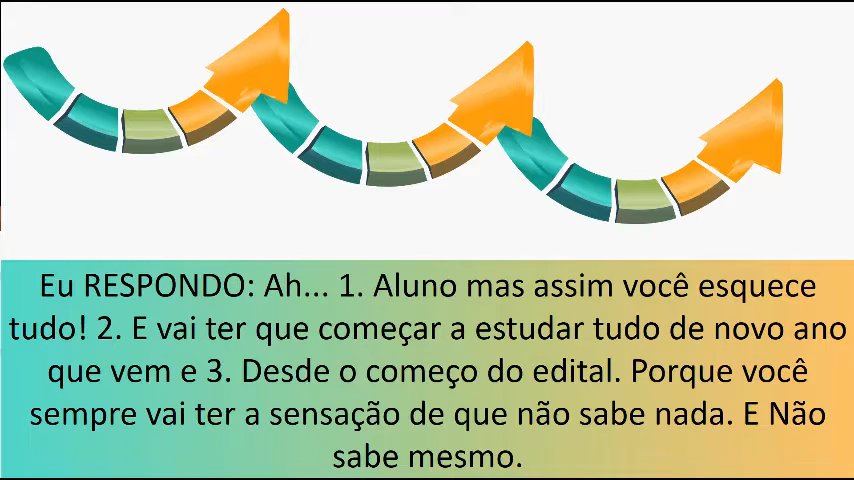 Eu RESPONDO: Ah... 1. Aluno mas assim você esquece
tudo! 2. E vai ter que começar a estudar tudo de novo ano
que vem e 3. Desde o começo do edital. Porque você
sempre vai ter a sensação de que não sabe nada. E Não
sabe mesmo.